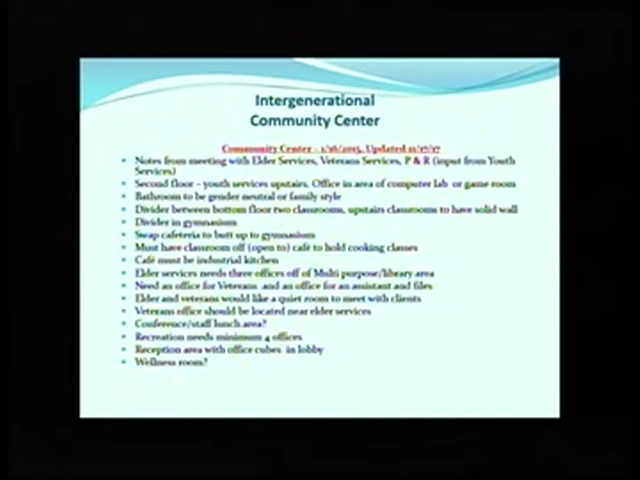 Intergenerational
Community Center
Community Center – 1/16/2015, Updated 11/17/17
Notes from meeting with Elder Services, Veterans Services, P & R (input from Youth
Services)
Second floor – youth services upstairs. Office in area of computer lab or game room
Bathroom to be gender neutral or family style
Divider between bottom floor two classrooms, upstairs classrooms to have solid wall
Divider in gymnasium
Swap cafeteria to butt up to gymnasium
Must have classroom off (open to) café to hold cooking classes
Café must be industrial kitchen
Elder services needs three offices off of Multi purpose/library area
Need an office for Veterans and an office for an assistant and files
Elder and veterans would like a quiet room to meet with clients
Veterans office should be located near elder services
Conference/staff lunch area?
Recreation needs minimum 4 offices
Reception area with office cubes in lobby
Wellness room?